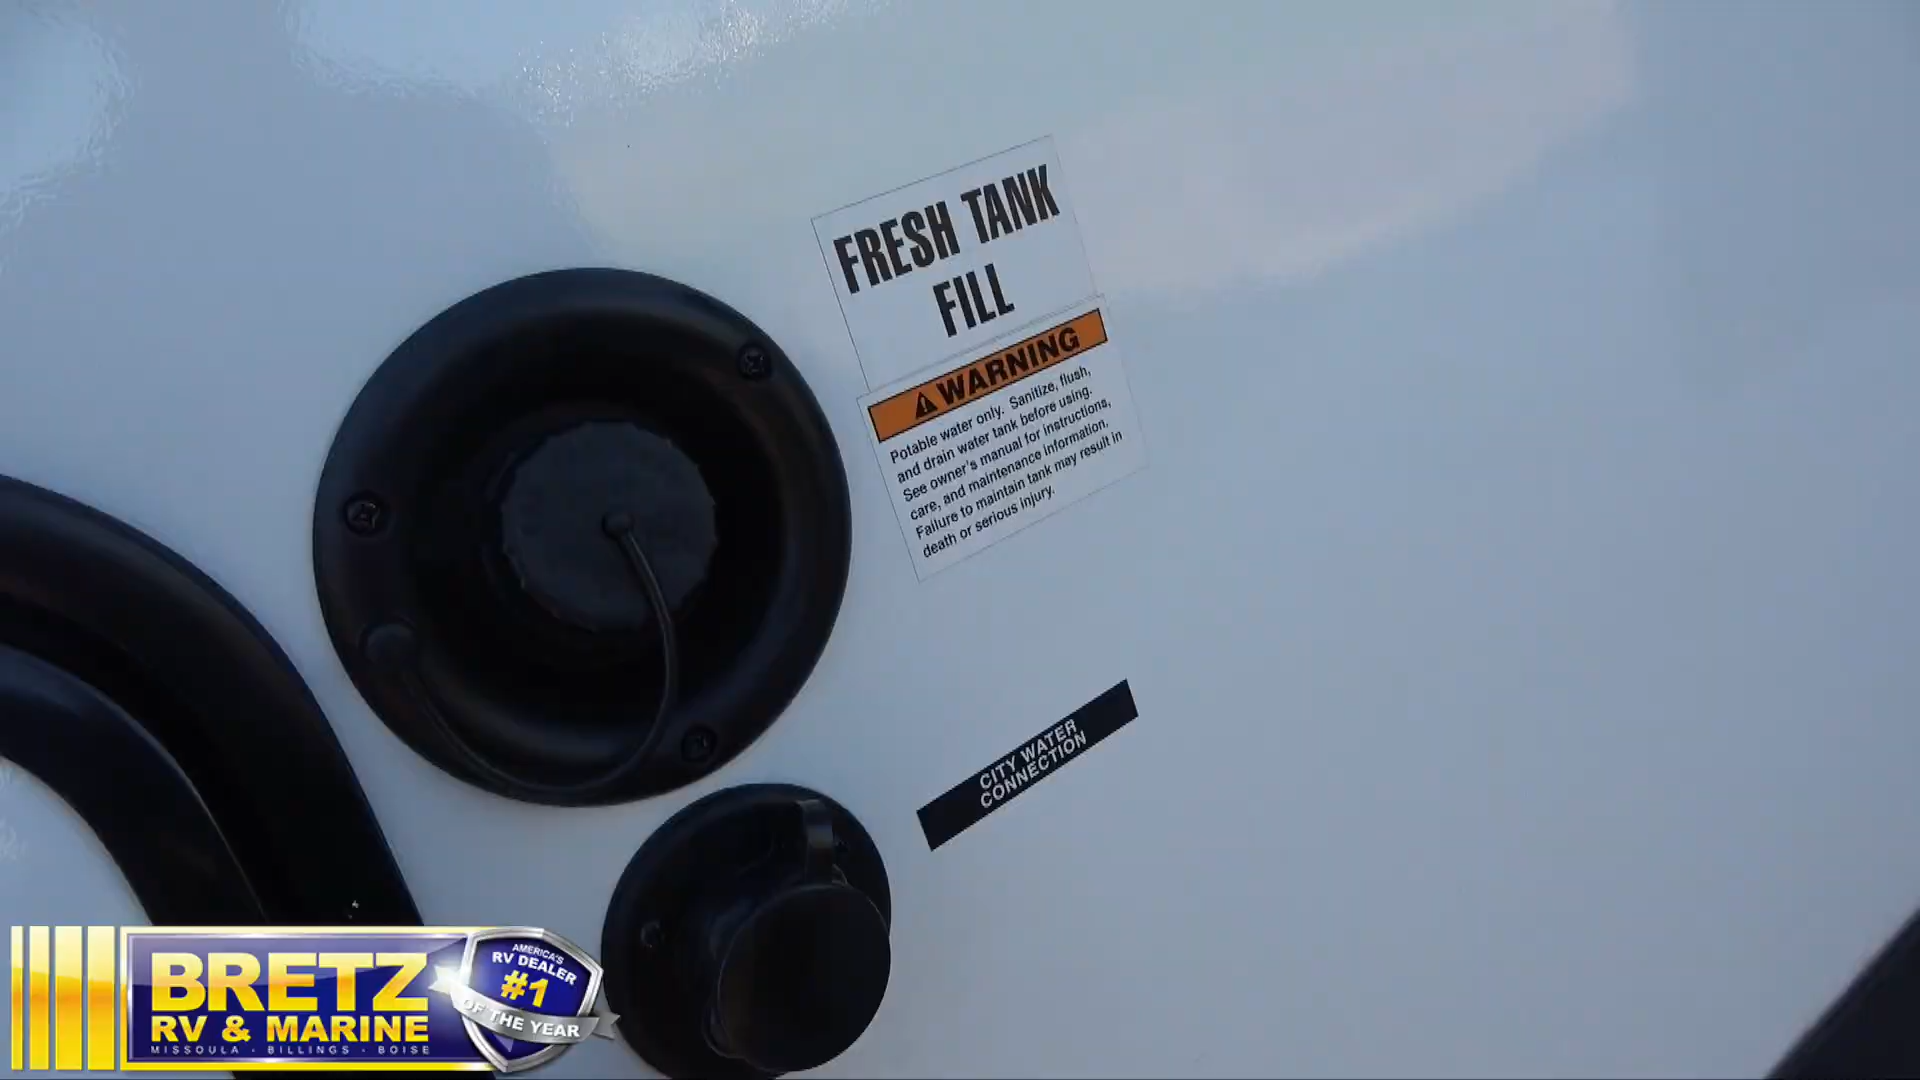 FRESH TANK
FILL
WARNING
Potable water only. Sanitize, flush,
and drain water tank before using.
See owner's manual for instructions,
care, and maintenance information.
Failure to maintain tank may result in
death or serious injury.
CITY WATER
CONNECTION
BRETZ
RV & MARINE
MISSOULA - BILLINGS - BOISE
AMERICA'S
RV DEALER
#1
OF THE YEAR